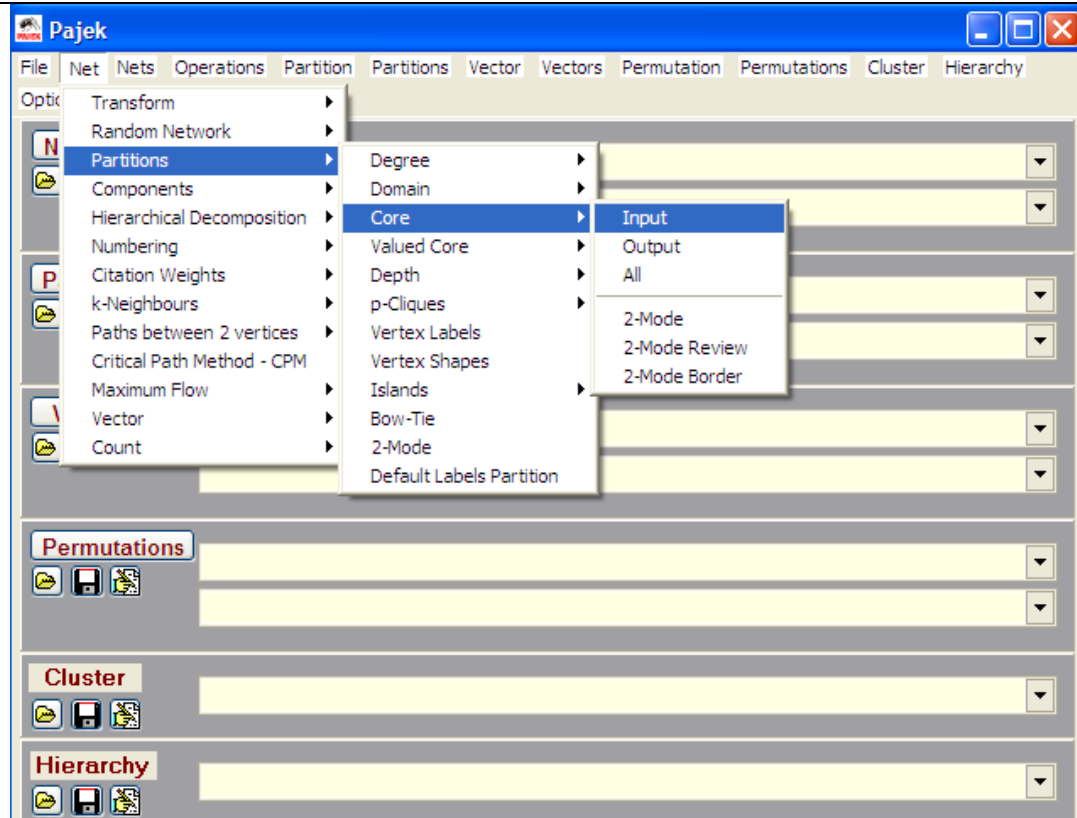 Pajek
File Net Nets Operations Partition Partitions Vector Vectors Permutation Permutations Cluster Hierarchy
Transform
Random Network
Partitions
Components
Hierarchical Decomposition
Numbering
Citation Weights
k-Neighbours
Paths between 2 vertices
Critical Path Method - CPM
Maximum Flow
Vector
Count
Degree
Domain
Core
Valued Core
Depth
p-Cliques
Vertex Labels
Vertex Shapes
Islands
Bow-Tie
2-Mode
Default Labels Partition
Input
Output
All
2-Mode
2-Mode Review
2-Mode Border
Permutations
Cluster
Hierarchy